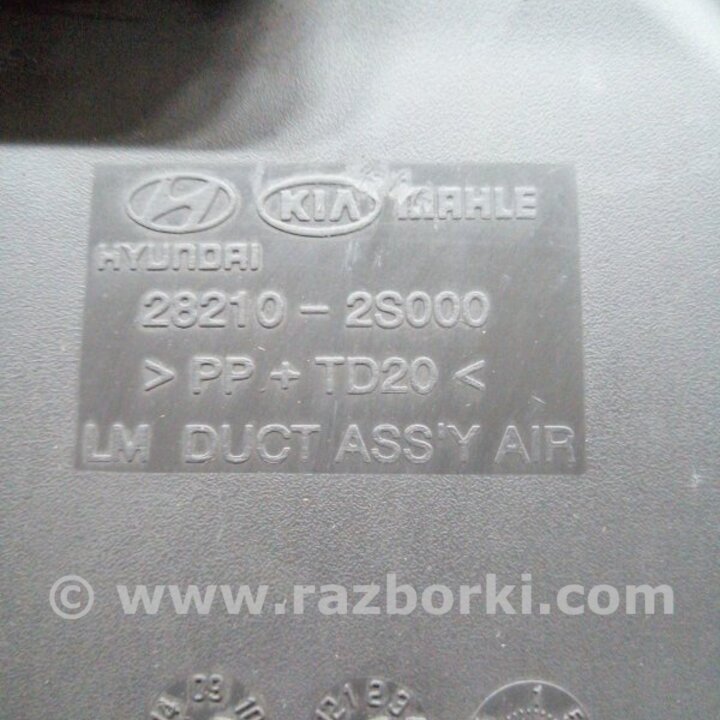 KIA MAHLE
HYUNDAI
28210 - 2S000
> PP + TD20 <
LM DUCT ASS'Y AIR
© www.razborki.com